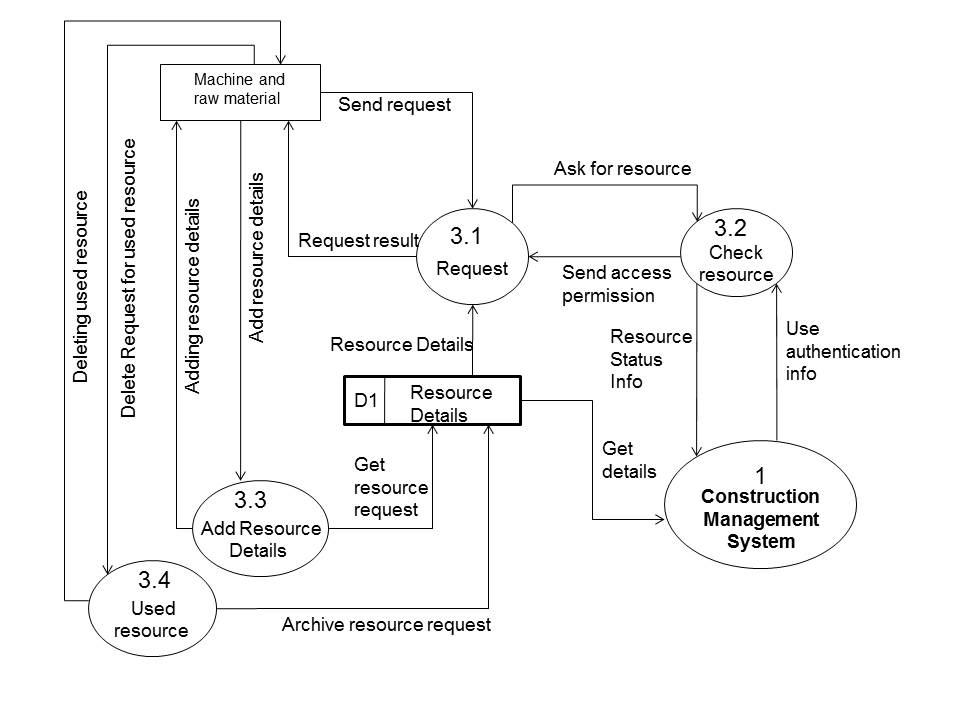 Machine and
raw material
Send request
Ask for resource
3.1
Request
3.2
Check
resource
Request result
Send access
permission
Deleting used resource
Delete Request for used resource
Adding resource details
Add resource details
Resource Details
Resource
Status
Info
Use
authentication
info
D1
Resource
Details
Get
details
Get
resource
request
1
Construction
Management
System
3.3
Add Resource
Details
3.4
Used
resource
Archive resource request